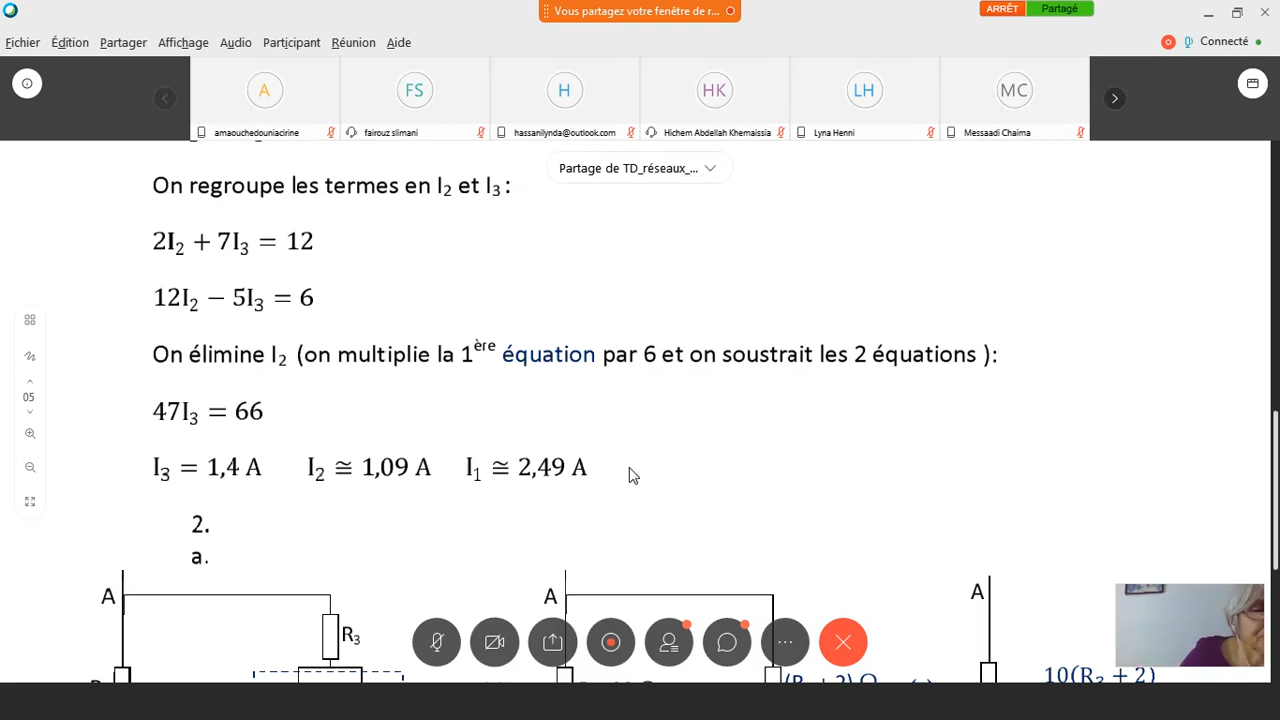 Vous partagez votre fenêtre de r...
ARRÊT
Partagé
Fichier Édition Partager Affichage Audio Participant Réunion Aide
Connecté
A FS H HK LH MC
amaouchedouniacirine fairouz slimani hassanilynda@outlook.com Hichem Abdellah Khemaissia Lyna Henni Messaadi Chaima
Partage de TD_réseaux_...
On regroupe les termes en I₂ et I₃ :
2I₂ + 7I₃ = 12
12I₂ − 5I₃ = 6
05
On élimine I₂ (on multiplie la 1ère équation par 6 et on soustrait les 2 équations ):
47I₃ = 66
I₃ = 1,4 A I₂ ≅ 1,09 A I₁ ≅ 2,49 A
2.
a.
A A A
R₃
10(R₃ + 2)